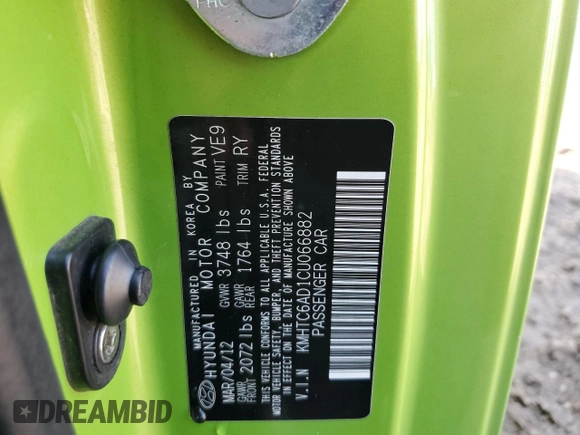 FHC
MANUFACTURED IN KOREA BY
HYUNDAI MOTOR COMPANY
MAR/04/12 GVWR 3748 lbs PAINT VE9
GAWR FRONT 2072 lbs GAWR REAR 1764 lbs TRIM RY
THIS VEHICLE CONFORMS TO ALL APPLICABLE U.S.A. FEDERAL
MOTOR VEHICLE SAFETY, BUMPER, AND THEFT PREVENTION STANDARDS
IN EFFECT ON THE DATE OF MANUFACTURE SHOWN ABOVE
V.I.N KMHTC6AD1CU066882
PASSENGER CAR
DREAMBID